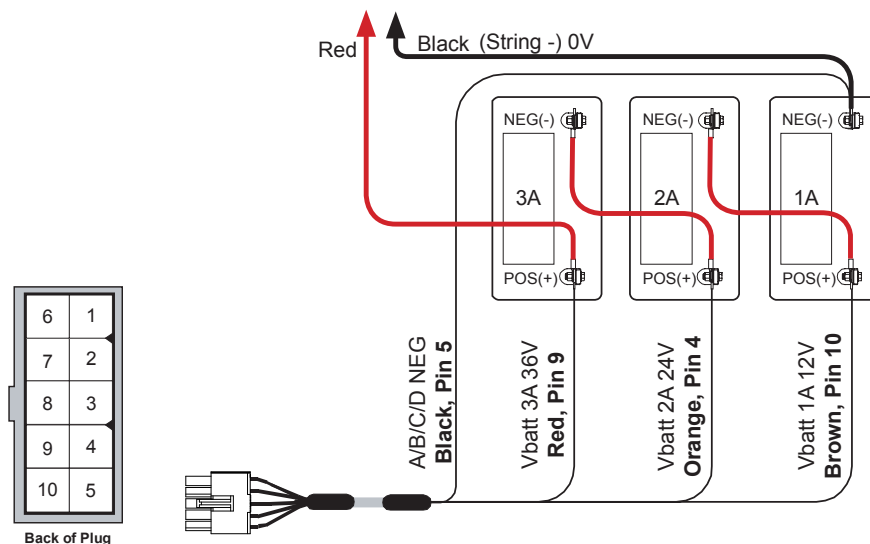 Red
Black (String -) 0V
NEG(-)
NEG(-)
NEG(-)
3A
2A
1A
POS(+)
POS(+)
POS(+)
A/B/C/D NEG
Black, Pin 5
Vbatt 3A 36V
Red, Pin 9
Vbatt 2A 24V
Orange, Pin 4
Vbatt 1A 12V
Brown, Pin 10
6 1
7 2
8 3
9 4
10 5
Back of Plug